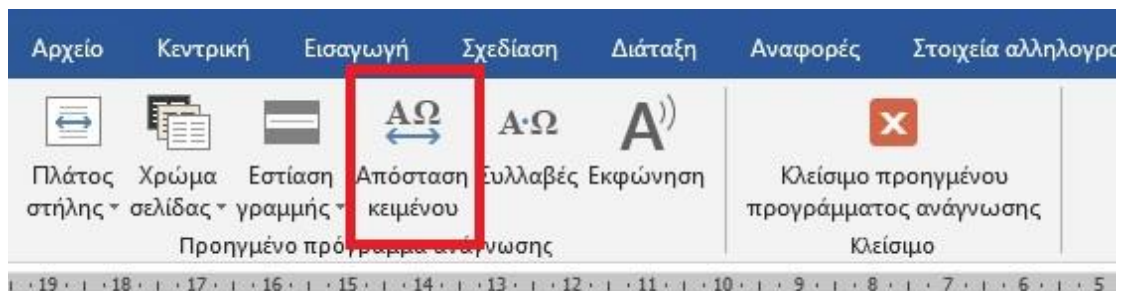 Αρχείο Κεντρική Εισαγωγή Σχεδίαση Διάταξη Αναφορές Στοιχεία
ΑΩ Α·Ω A
Πλάτος Χρώμα Εστίαση Απόσταση Συλλαβές Εκφώνηση Κλείσιμο προηγμένου
στήλης σελίδας γραμμής κειμένου προγράμματος ανάγνωσης
Προηγμένο πρόγραμμα ανάγνωσης Κλείσιμο
19 18 17 16 15 14 13 12 11 10 9 8 7 6 5